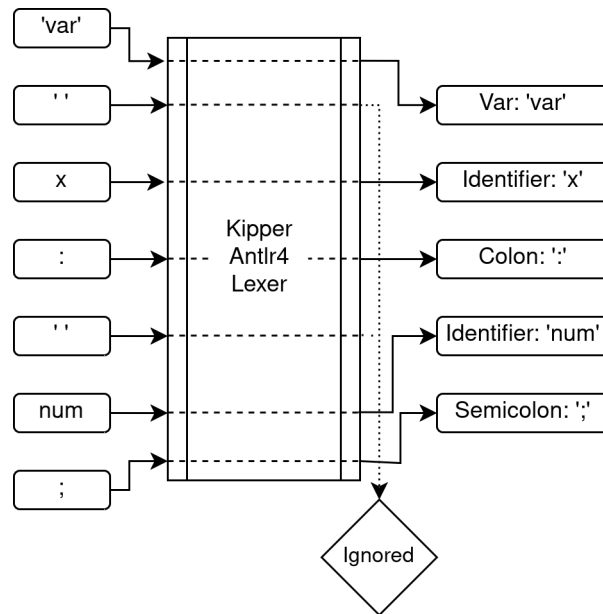 'var'
' '
x
:
' '
num
;
Kipper
Antlr4
Lexer
Var: 'var'
Identifier: 'x'
Colon: ':'
Identifier: 'num'
Semicolon: ';'
Ignored